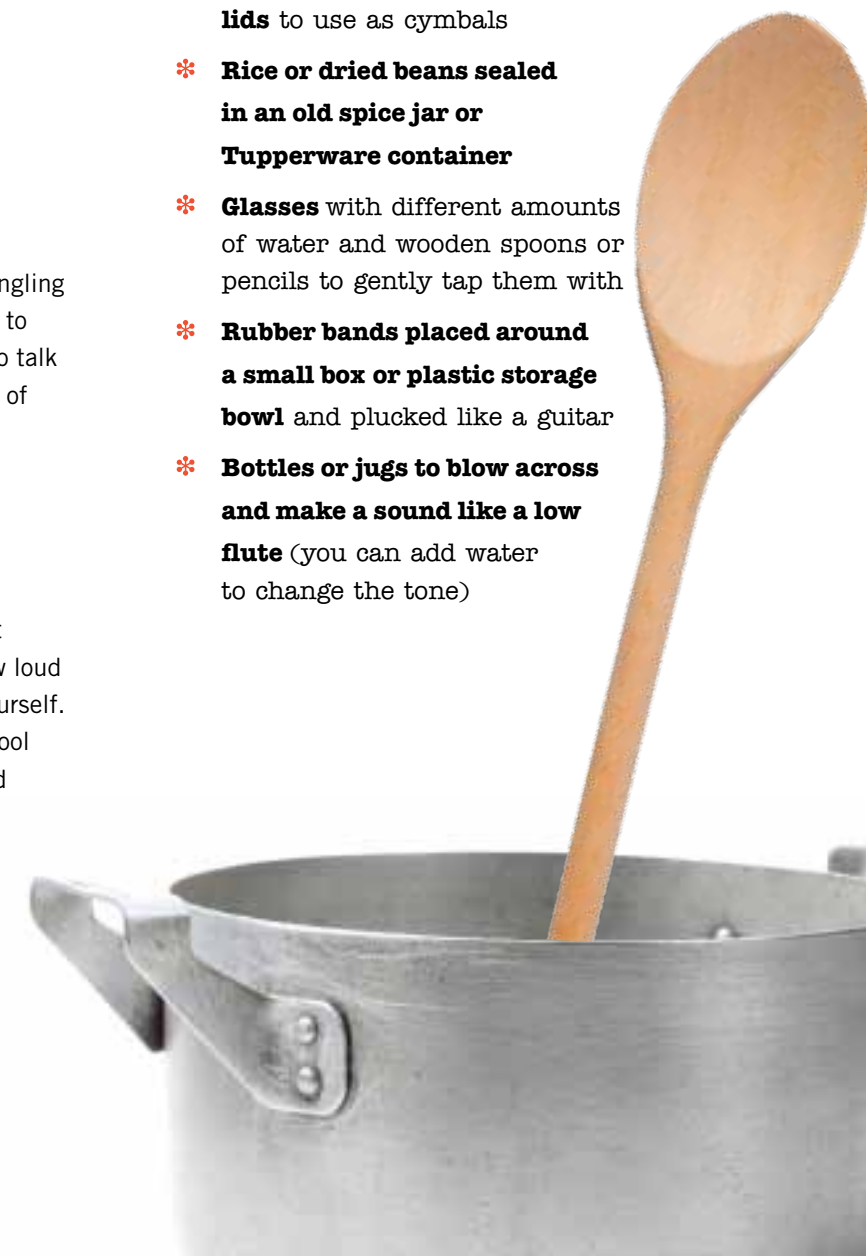 lids to use as cymbals
✻ Rice or dried beans sealed
in an old spice jar or
Tupperware container
✻ Glasses with different amounts
of water and wooden spoons or
pencils to gently tap them with
✻ Rubber bands placed around
a small box or plastic storage
bowl and plucked like a guitar
✻ Bottles or jugs to blow across
and make a sound like a low
flute (you can add water
to change the tone)
to
talk
of
loud